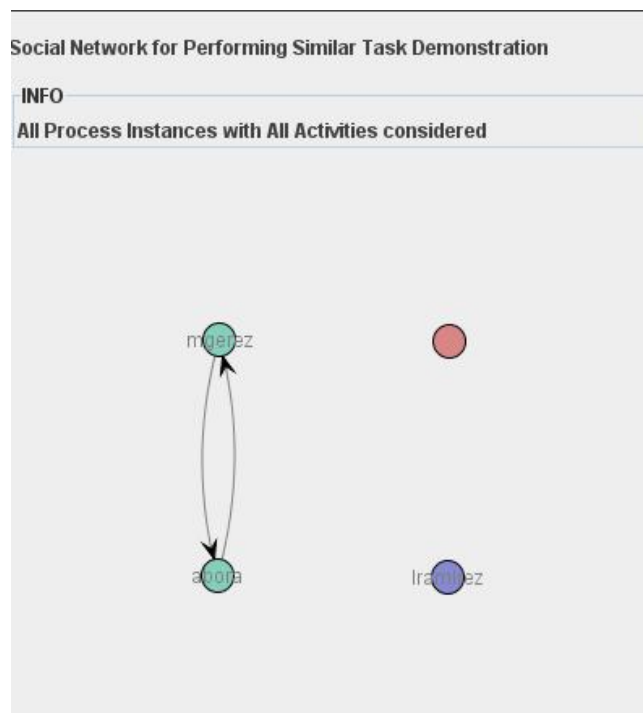 Social Network for Performing Similar Task Demonstration
INFO
All Process Instances with All Activities considered
mgerez
apora
lramirez